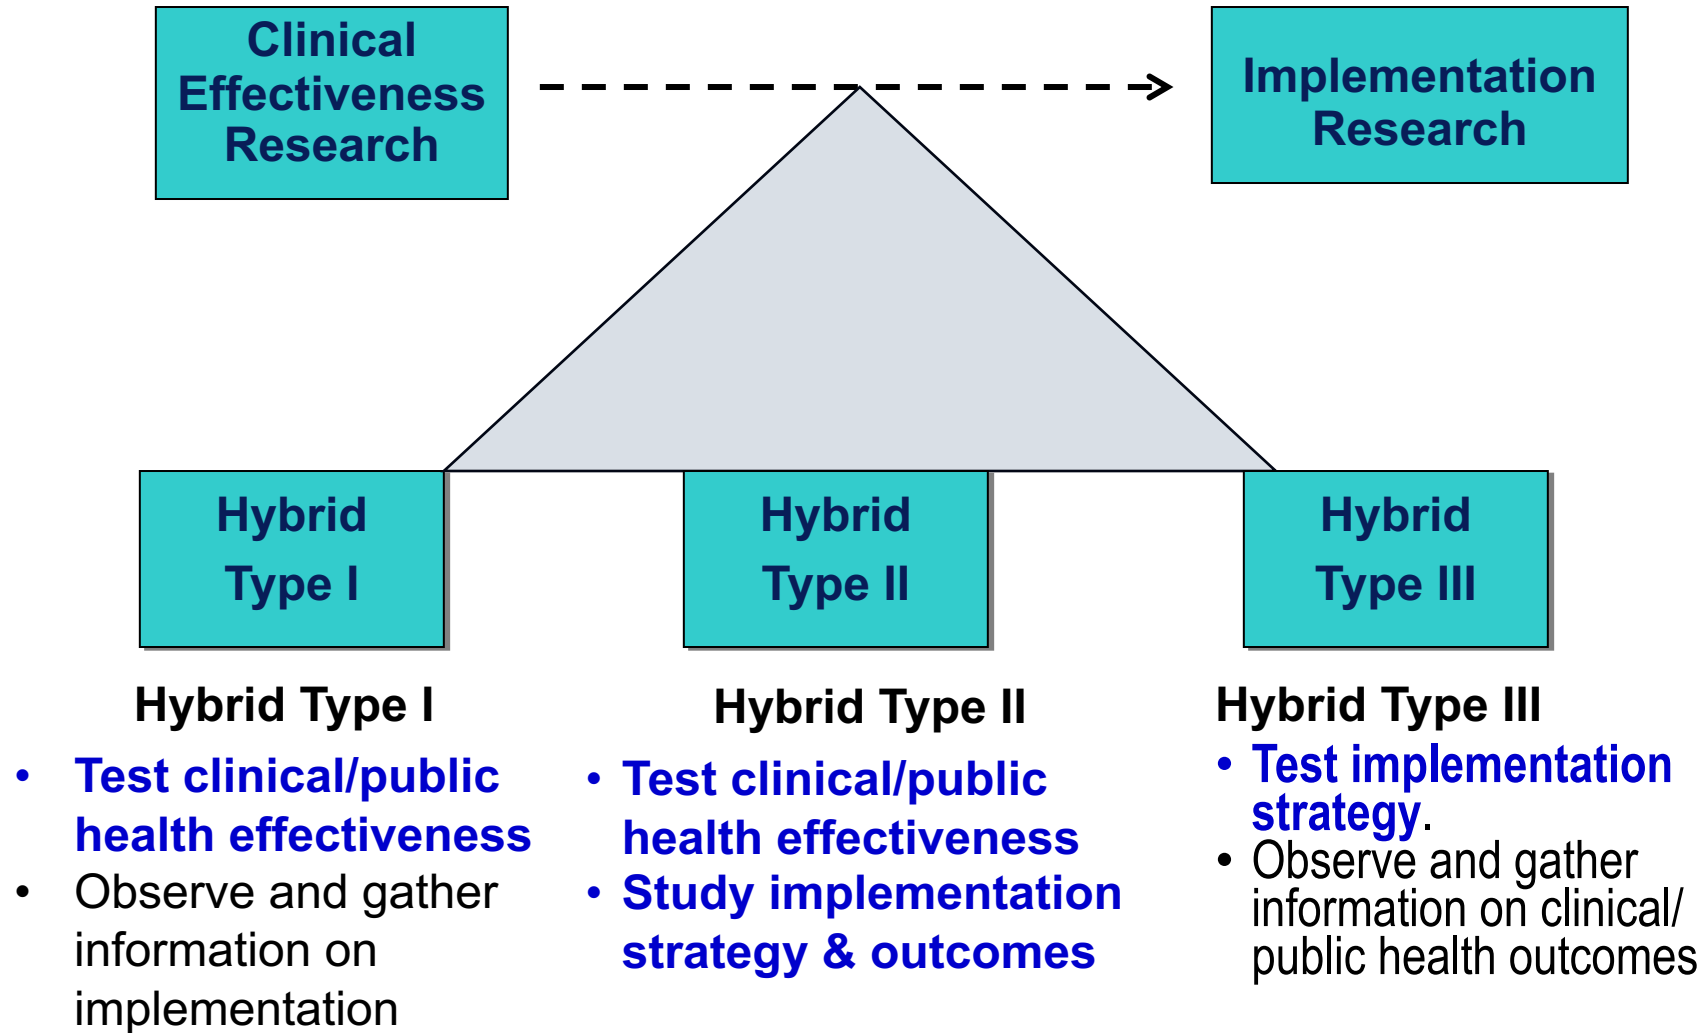 Clinical
Effectiveness
Research
Implementation
Research
Hybrid
Type I
Hybrid
Type II
Hybrid
Type III
Hybrid Type I
• Test clinical/public
health effectiveness
• Observe and gather
information on
implementation
Hybrid Type II
• Test clinical/public
health effectiveness
• Study implementation
strategy & outcomes
Hybrid Type III
• Test implementation
strategy.
• Observe and gather
information on clinical/
public health outcomes